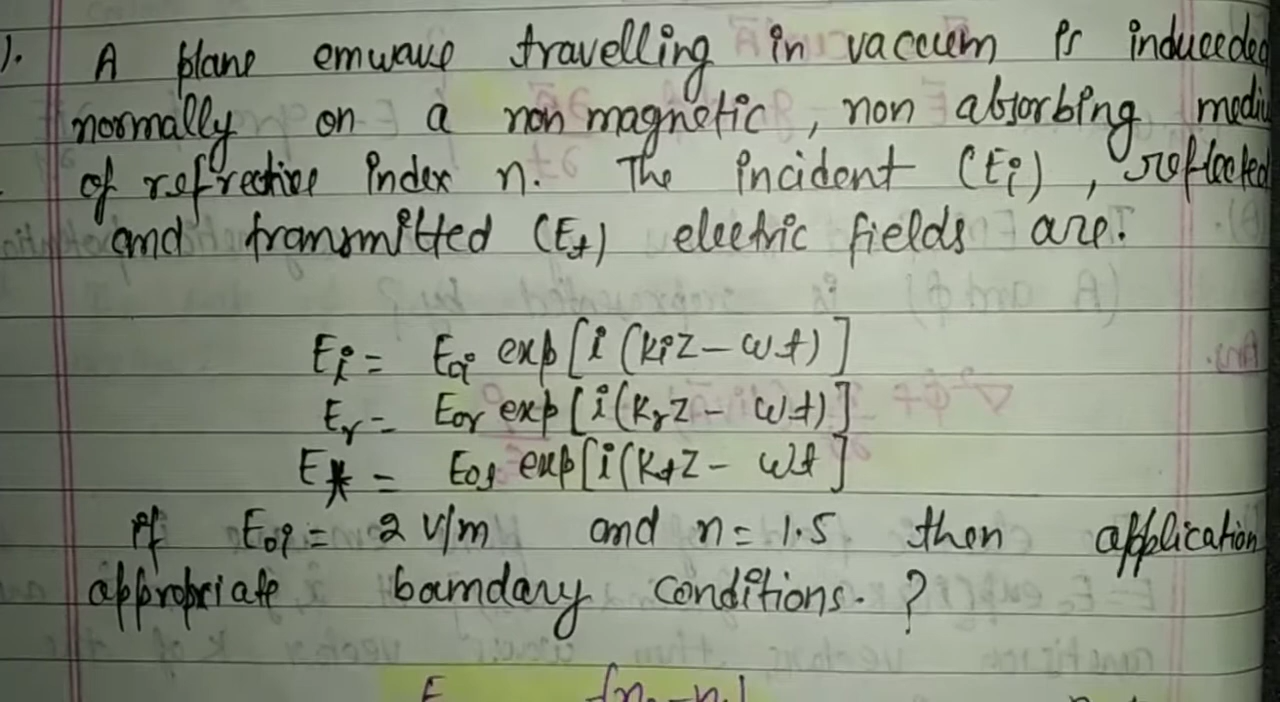 1. A plane emwave travelling in vaccum is induceded
normally on a non magnetic, non absorbing mediu
of refrective index n. The incident (Ei), reflected
and transmitted (Et) electric fields are:
Ei = Eoi exp[i(kiz - ωt)]
Er = Eor exp[i(krz - ωt)]
Et = Eot exp[i(ktz - ωt]
if Eoi = 2 V/m and n = 1.5 then application
appropriate boundary conditions. ?